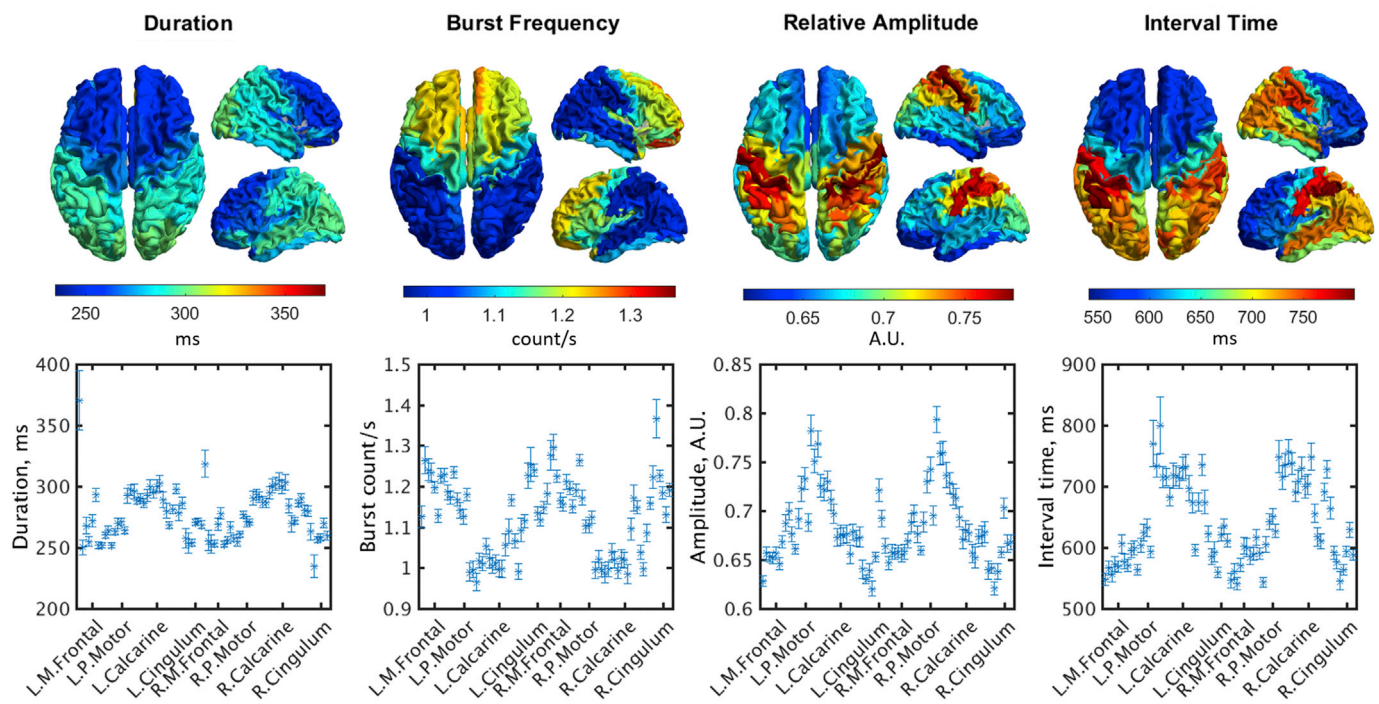 Duration
Burst Frequency
Relative Amplitude
Interval Time
250 300 350
ms
1 1.1 1.2 1.3
count/s
0.65 0.7 0.75
A.U.
550 600 650 700 750
ms
400
300
250
200
Duration, ms
L.M.Frontal
L.P.Motor
L.Calcarine
L.Cingulum
R.M.Frontal
R.P.Motor
R.Calcarine
R.Cingulum
1.5
1.4
1.3
1.2
1.1
1
0.9
Burst count/s
L.M.Frontal
L.P.Motor
L.Calcarine
L.Cingulum
R.M.Frontal
R.P.Motor
R.Calcarine
R.Cingulum
0.85
0.8
0.75
0.7
0.65
0.6
Amplitude, A.U.
L.M.Frontal
L.P.Motor
L.Calcarine
L.Cingulum
R.M.Frontal
R.P.Motor
R.Calcarine
R.Cingulum
900
800
700
600
500
Interval time, ms
L.M.Frontal
L.P.Motor
L.Calcarine
L.Cingulum
R.M.Frontal
R.P.Motor
R.Calcarine
R.Cingulum